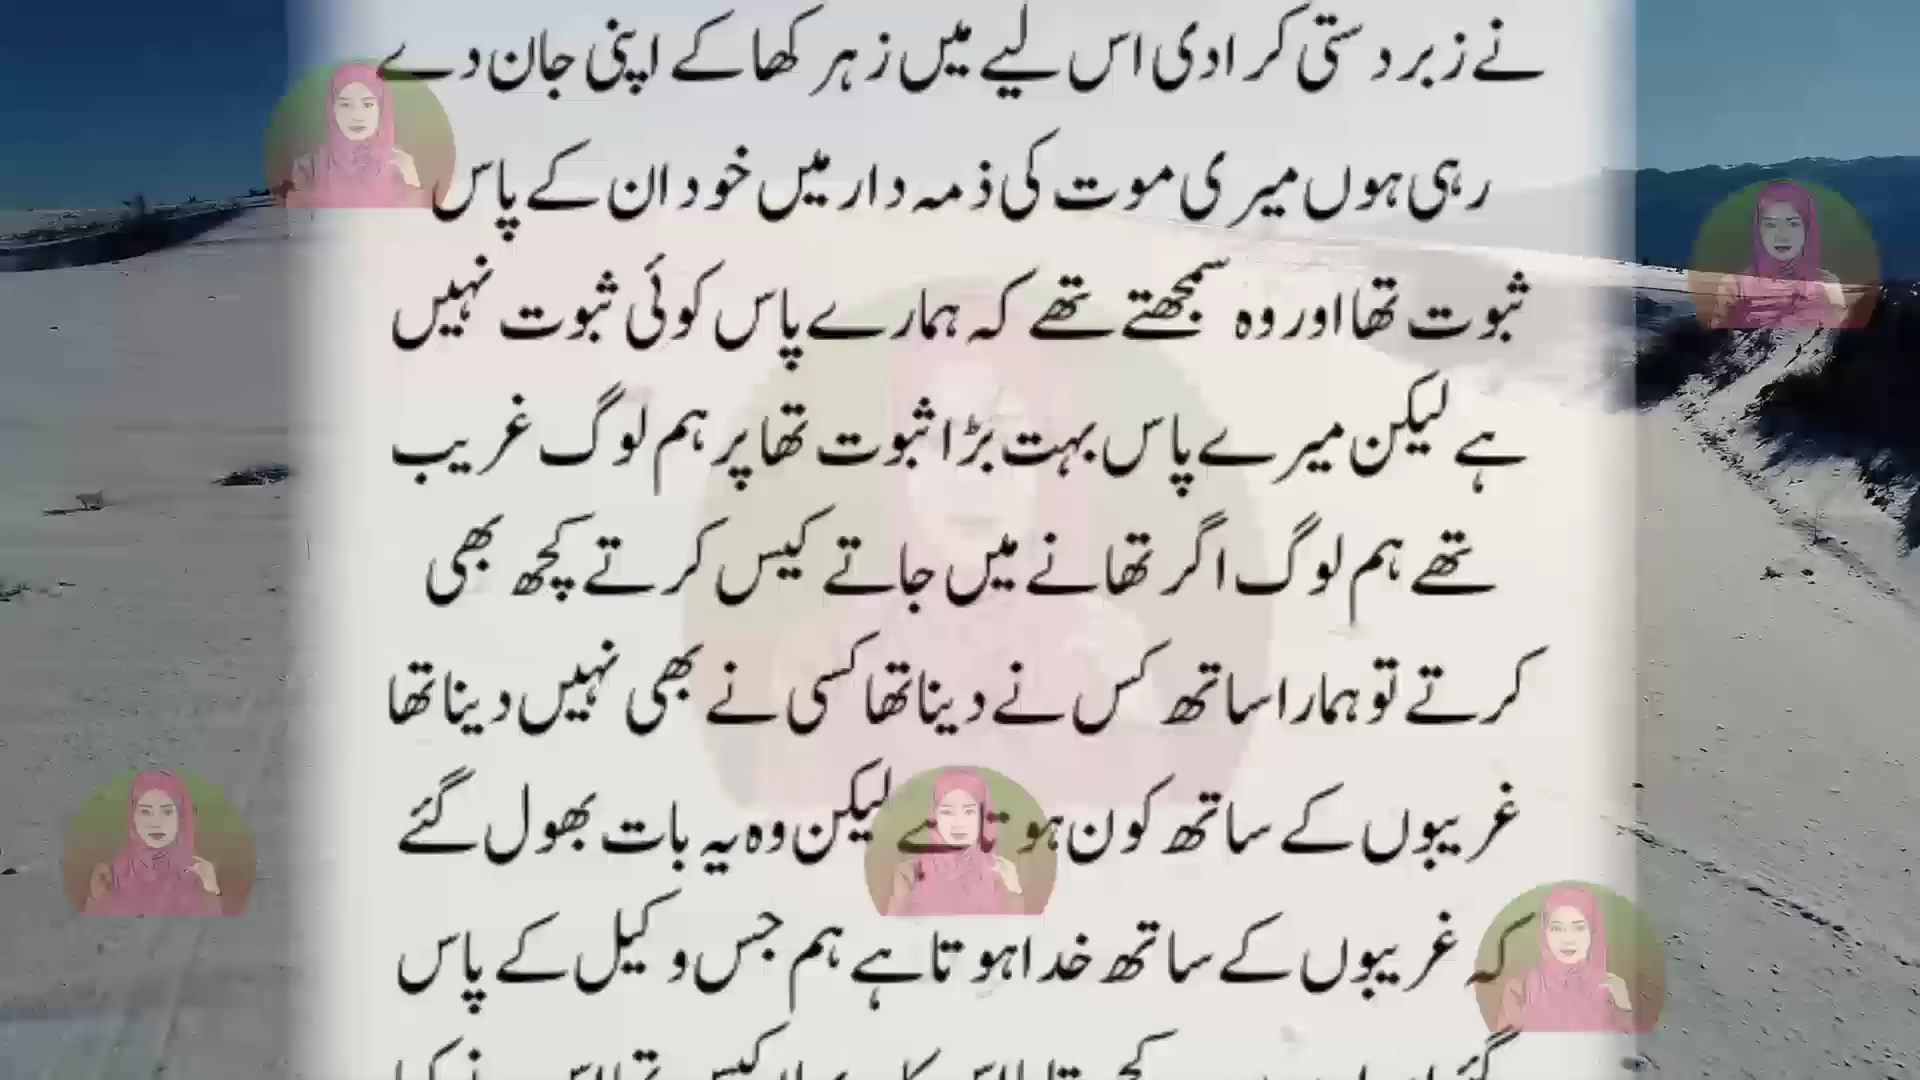 نے زبردستی کرادی اس لیے میں زہر کھا کے اپنی جان دے
رہی ہوں میری موت کی ذمہ دار میں خود ان کے پاس
ثبوت تھا اور وہ سمجھتے تھے کہ ہمارے پاس کوئی ثبوت نہیں
ہے لیکن میرے پاس بہت بڑا ثبوت تھا پر ہم لوگ غریب
تھے ہم لوگ اگر تھانے میں جاتے کیس کرتے کچھ بھی
کرتے تو ہمارا ساتھ کس نے دینا تھا کسی نے بھی نہیں دینا تھا
غریبوں کے ساتھ کون ہوتا ہے لیکن وہ یہ بات بھول گئے
کہ غریبوں کے ساتھ خدا ہوتا ہے ہم جس وکیل کے پاس